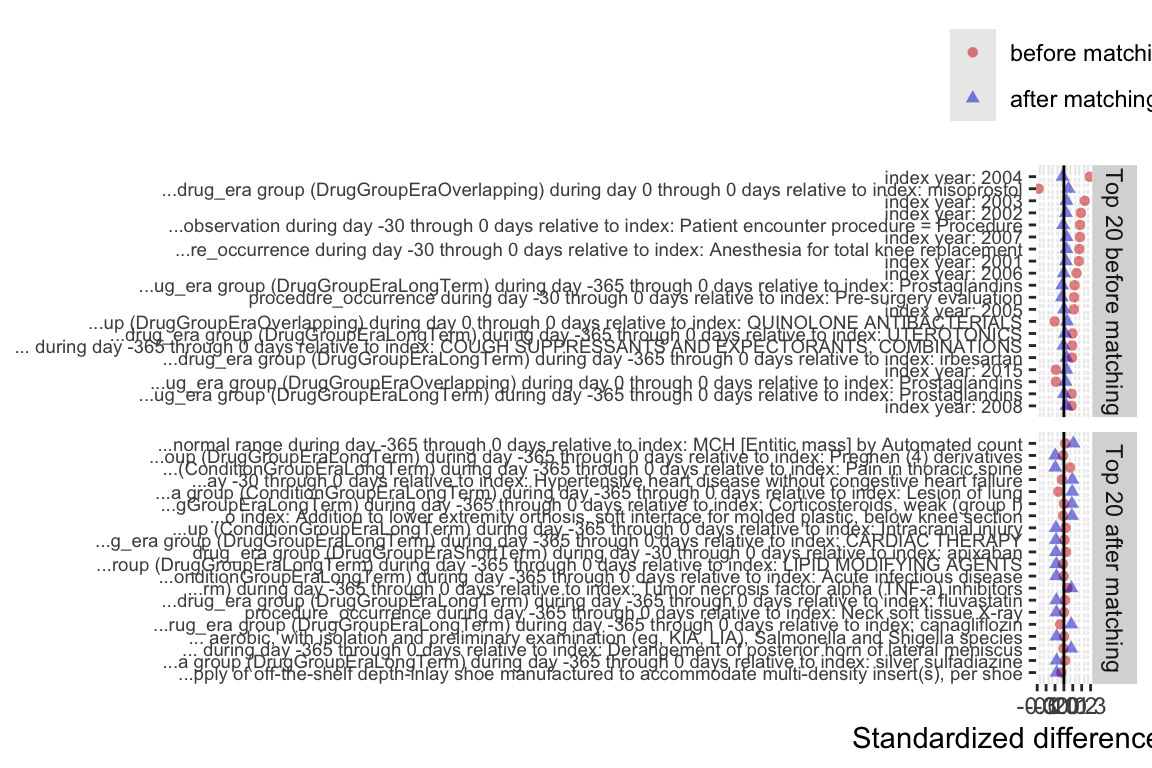 before matchi
after matching
index year: 2004
...drug_era group (DrugGroupEraOverlapping) during day 0 through 0 days relative to index: misoprostol
index year: 2003
index year: 2002
...observation during day -30 through 0 days relative to index: Patient encounter procedure = Procedure
index year: 2007
...re_occurrence during day -30 through 0 days relative to index: Anesthesia for total knee replacement
index year: 2001
index year: 2006
...ug_era group (DrugGroupEraLongTerm) during day -365 through 0 days relative to index: Prostaglandins
procedure_occurrence during day -30 through 0 days relative to index: Pre-surgery evaluation
index year: 2005
...up (DrugGroupEraOverlapping) during day 0 through 0 days relative to index: QUINOLONE ANTIBACTERIALS
...drug_era group (DrugGroupEraLongTerm) during day -365 through 0 days relative to index: UTEROTONICS
... during day -365 through 0 days relative to index: COUGH SUPPRESSANTS AND EXPECTORANTS, COMBINATIONS
...drug_era group (DrugGroupEraLongTerm) during day -365 through 0 days relative to index: irbesartan
index year: 2015
...ug_era group (DrugGroupEraOverlapping) during day 0 through 0 days relative to index: Prostaglandins
...ug_era group (DrugGroupEraLongTerm) during day -365 through 0 days relative to index: Prostaglandins
index year: 2008
Top 20 before matching
...normal range during day -365 through 0 days relative to index: MCH [Entitic mass] by Automated count
...oup (DrugGroupEraLongTerm) during day -365 through 0 days relative to index: Pregnen (4) derivatives
...(ConditionGroupEraLongTerm) during day -365 through 0 days relative to index: Pain in thoracic spine
...ay -30 through 0 days relative to index: Hypertensive heart disease without congestive heart failure
...a group (ConditionGroupEraLongTerm) during day -365 through 0 days relative to index: Lesion of lung
...gGroupEraLongTerm) during day -365 through 0 days relative to index: Corticosteroids, weak (group I)
...o index: Addition to lower extremity orthosis, soft interface for molded plastic, below knee section
...up (ConditionGroupEraLongTerm) during day -365 through 0 days relative to index: Intracranial injury
...g_era group (DrugGroupEraLongTerm) during day -365 through 0 days relative to index: CARDIAC THERAPY
drug_era group (DrugGroupEraShortTerm) during day -30 through 0 days relative to index: apixaban
...roup (DrugGroupEraLongTerm) during day -365 through 0 days relative to index: LIPID MODIFYING AGENTS
...onditionGroupEraLongTerm) during day -365 through 0 days relative to index: Acute infectious disease
...rm) during day -365 through 0 days relative to index: Tumor necrosis factor alpha (TNF-a) inhibitors
...drug_era group (DrugGroupEraLongTerm) during day -365 through 0 days relative to index: fluvastatin
procedure_occurrence during day -365 through 0 days relative to index: Neck soft tissue X-ray
...rug_era group (DrugGroupEraLongTerm) during day -365 through 0 days relative to index: canagliflozin
... aerobic, with isolation and preliminary examination (eg, KIA, LIA), Salmonella and Shigella species
... during day -365 through 0 days relative to index: Derangement of posterior horn of lateral meniscus
...a group (DrugGroupEraLongTerm) during day -365 through 0 days relative to index: silver sulfadiazine
...pply of off-the-shelf depth-inlay shoe manufactured to accommodate multi-density insert(s), per shoe
Top 20 after matching
Standardized difference